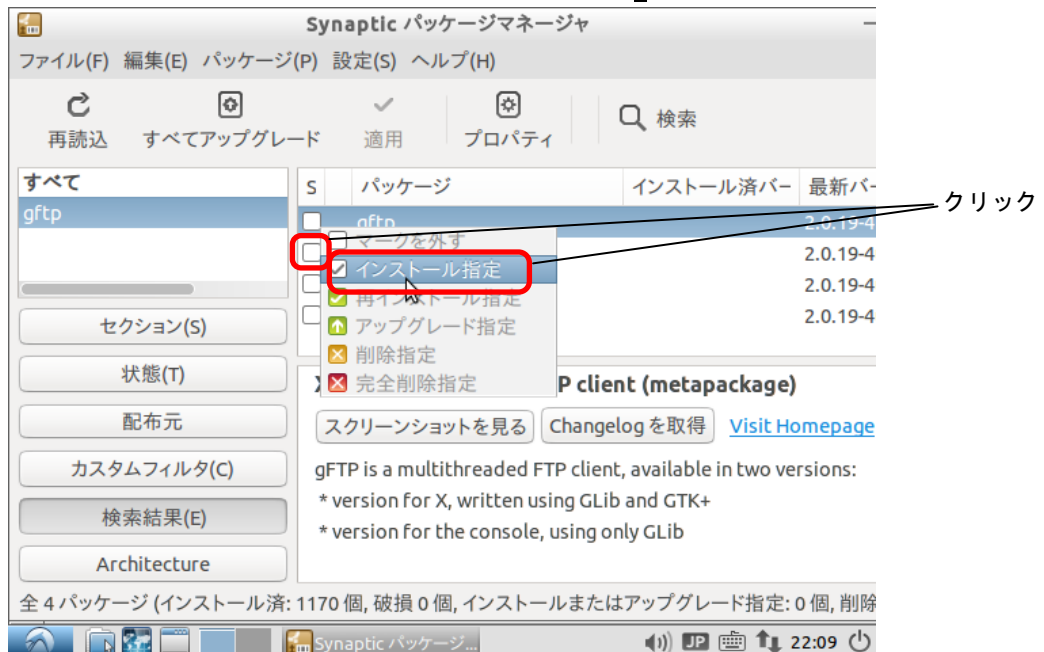 Synaptic パッケージマネージャ
ファイル(F) 編集(E) パッケージ(P) 設定(S) ヘルプ(H)
再読込 すべてアップグレード 適用 プロパティ 検索
すべて
S パッケージ インストール済バー 最新バー
gftp
gftp 2.0.19-4
マークを外す
2.0.19-4
インストール指定
2.0.19-4
再インストール指定
2.0.19-4
アップグレード指定
削除指定
完全削除指定
クリック
セクション(S)
状態(T)
配布元
カスタムフィルタ(C)
検索結果(E)
Architecture
P client (metapackage)
スクリーンショットを見る Changelog を取得 Visit Homepage
gFTP is a multithreaded FTP client, available in two versions:
* version for X, written using GLib and GTK+
* version for the console, using only GLib
全 4 パッケージ (インストール済: 1170 個, 破損 0 個, インストールまたはアップグレード指定: 0 個, 削除
Synaptic パッケージ... JP 22:09